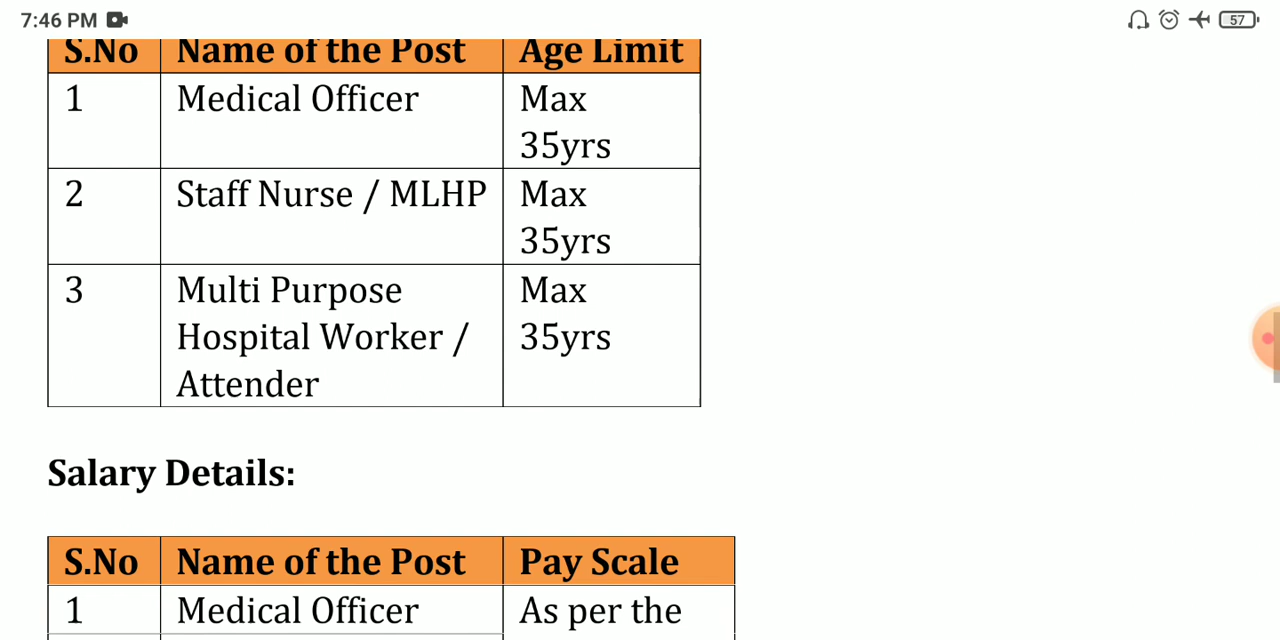 7:46 PM 57
S.No Name of the Post Age Limit
1 Medical Officer Max
35yrs
2 Staff Nurse / MLHP Max
35yrs
3 Multi Purpose Max
Hospital Worker / 35yrs
Attender
Salary Details:
S.No Name of the Post Pay Scale
1 Medical Officer As per the